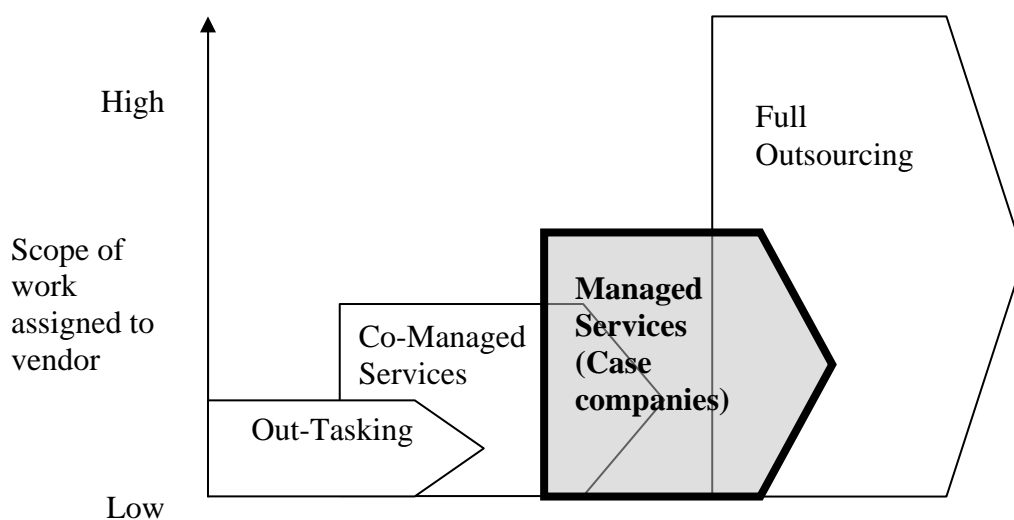 High
Scope of
work
assigned to
vendor
Low
Out-Tasking
Co-Managed
Services
Managed
Services
(Case
companies)
Full
Outsourcing